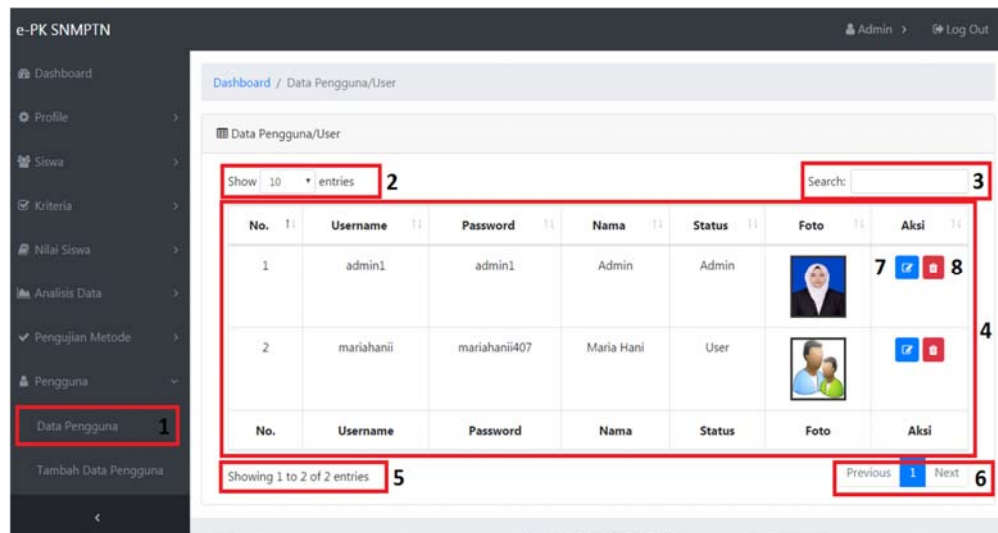 e-PK SNMPTN
Admin
Log Out
Dashboard
Profile
Siswa
Kriteria
Nilai Siswa
Analisis Data
Pengujian Metode
Pengguna
Data Pengguna 1
Tambah Data Pengguna
Dashboard / Data Pengguna/User
Data Pengguna/User
Show 10 entries 2
Search: 3
No. Username Password Nama Status Foto Aksi
1 admin1 admin1 Admin Admin 7 8
4
2 mariahanii mariahanii407 Maria Hani User
No. Username Password Nama Status Foto Aksi
Showing 1 to 2 of 2 entries 5
Previous 1 Next 6